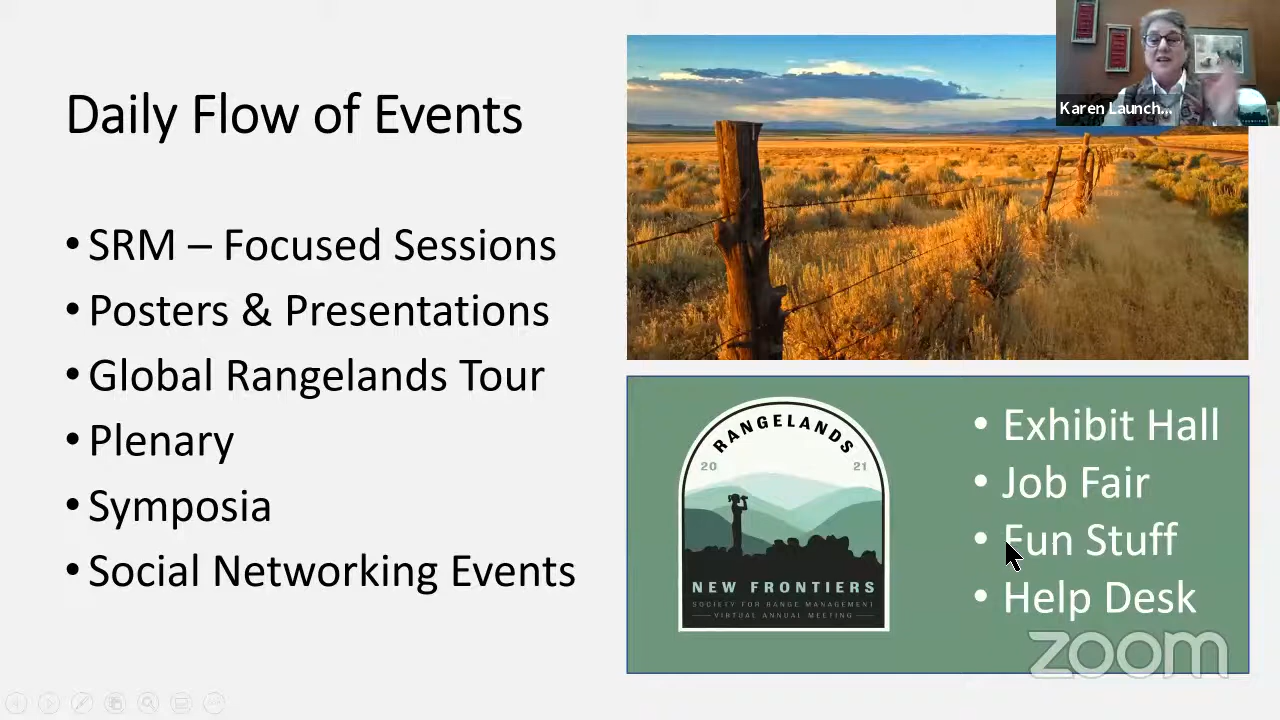 Karen Launch...
Daily Flow of Events
• SRM – Focused Sessions
• Posters & Presentations
• Global Rangelands Tour
• Plenary
• Symposia
• Social Networking Events
RANGELANDS
20 21
NEW FRONTIERS
SOCIETY FOR RANGE MANAGEMENT
VIRTUAL ANNUAL MEETING
• Exhibit Hall
• Job Fair
• Fun Stuff
• Help Desk
zoom